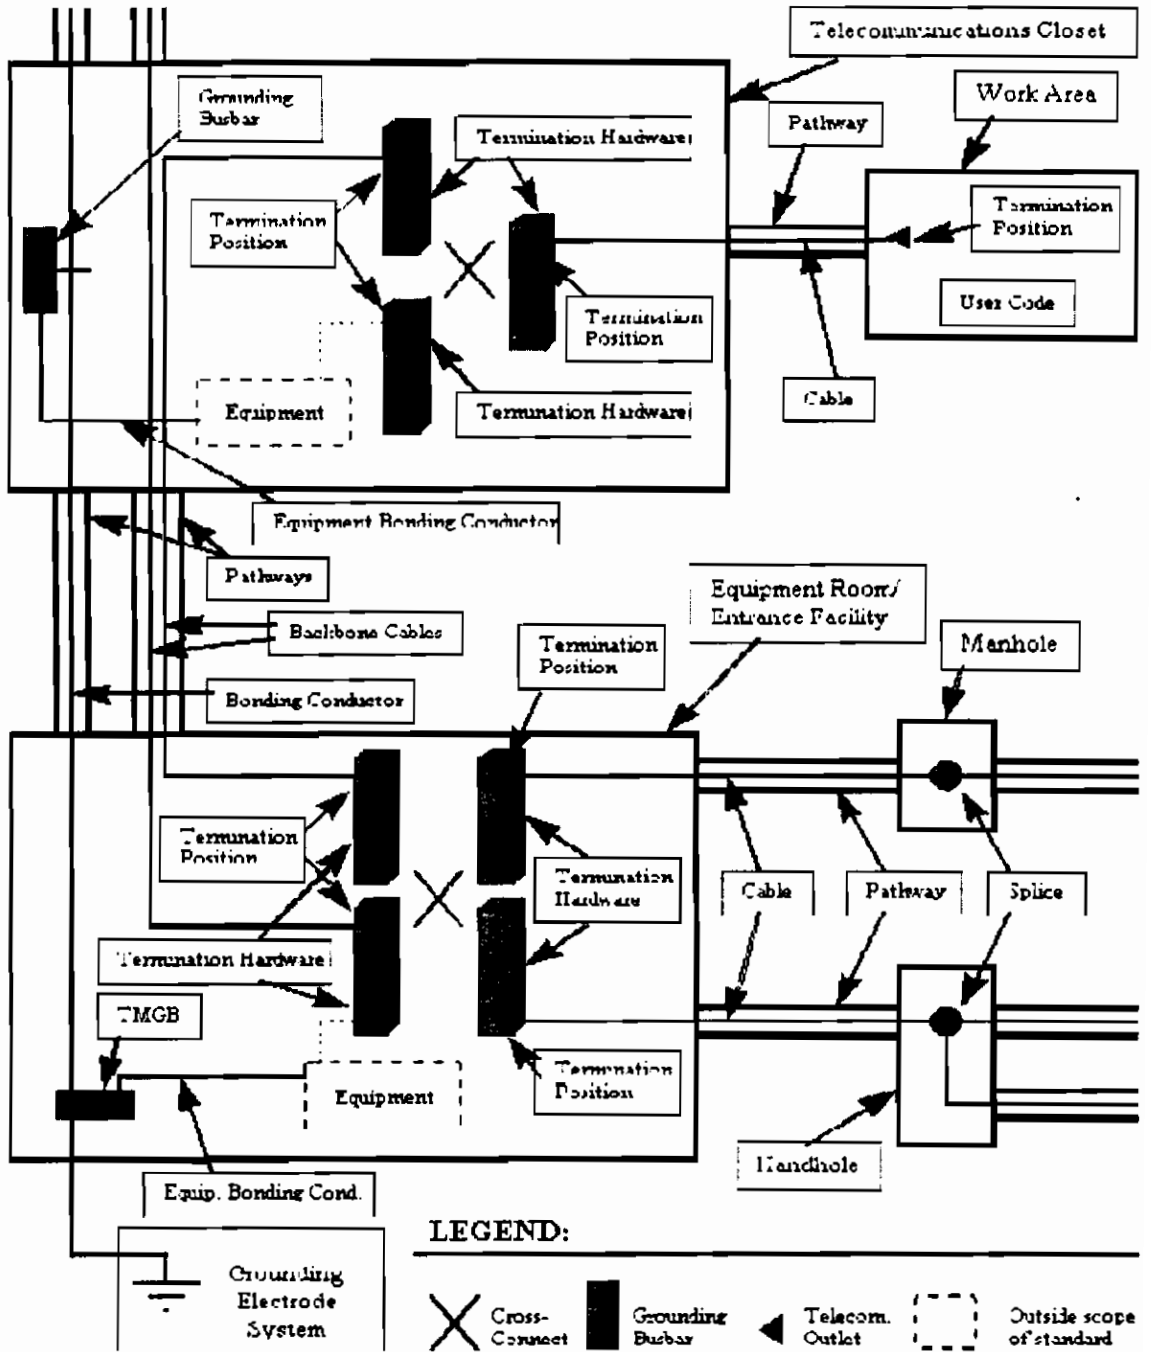 Telecommunications Closet
Grounding
Busbar
Work Area
Termination Hardware
Pathway
Termination
Position
Termination
Position
User Code
Termination
Position
Cable
Equipment
Termination Hardware
Equipment Bonding Conductor
Pathways
Equipment Room/
Entrance Facility
Backbone Cables
Termination
Position
Manhole
Bonding Conductor
Termination
Position
Termination
Hardware
Cable
Pathway
Splice
Termination Hardware
TMGB
Termination
Position
Equipment
Handhole
Equip. Bonding Cond.
LEGEND:
Grounding
Electrode
System
Cross-
Connect
Grounding
Busbar
Telecom.
Outlet
Outside scope
of standard